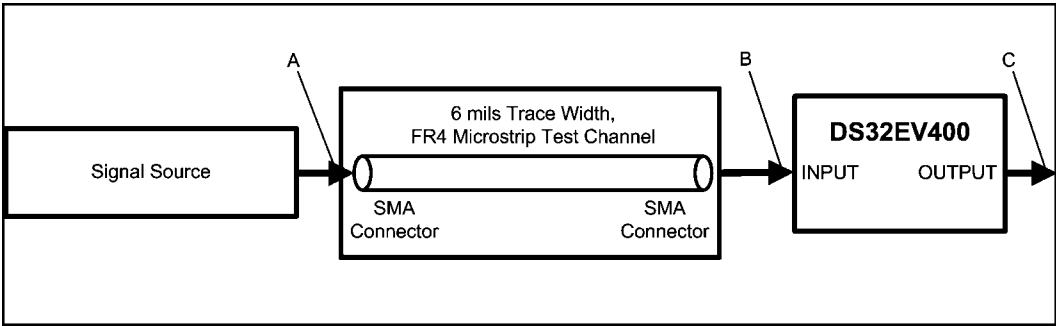 A
B
C
6 mils Trace Width,
FR4 Microstrip Test Channel
DS32EV400
Signal Source
INPUT
OUTPUT
SMA
Connector
SMA
Connector